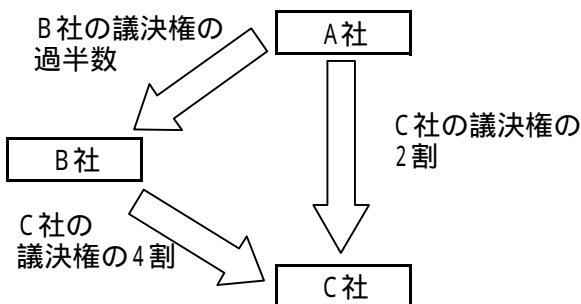 B社の議決権の
過半数
A社
C社の議決権の
2割
B社
C社の
議決権の4割
C社